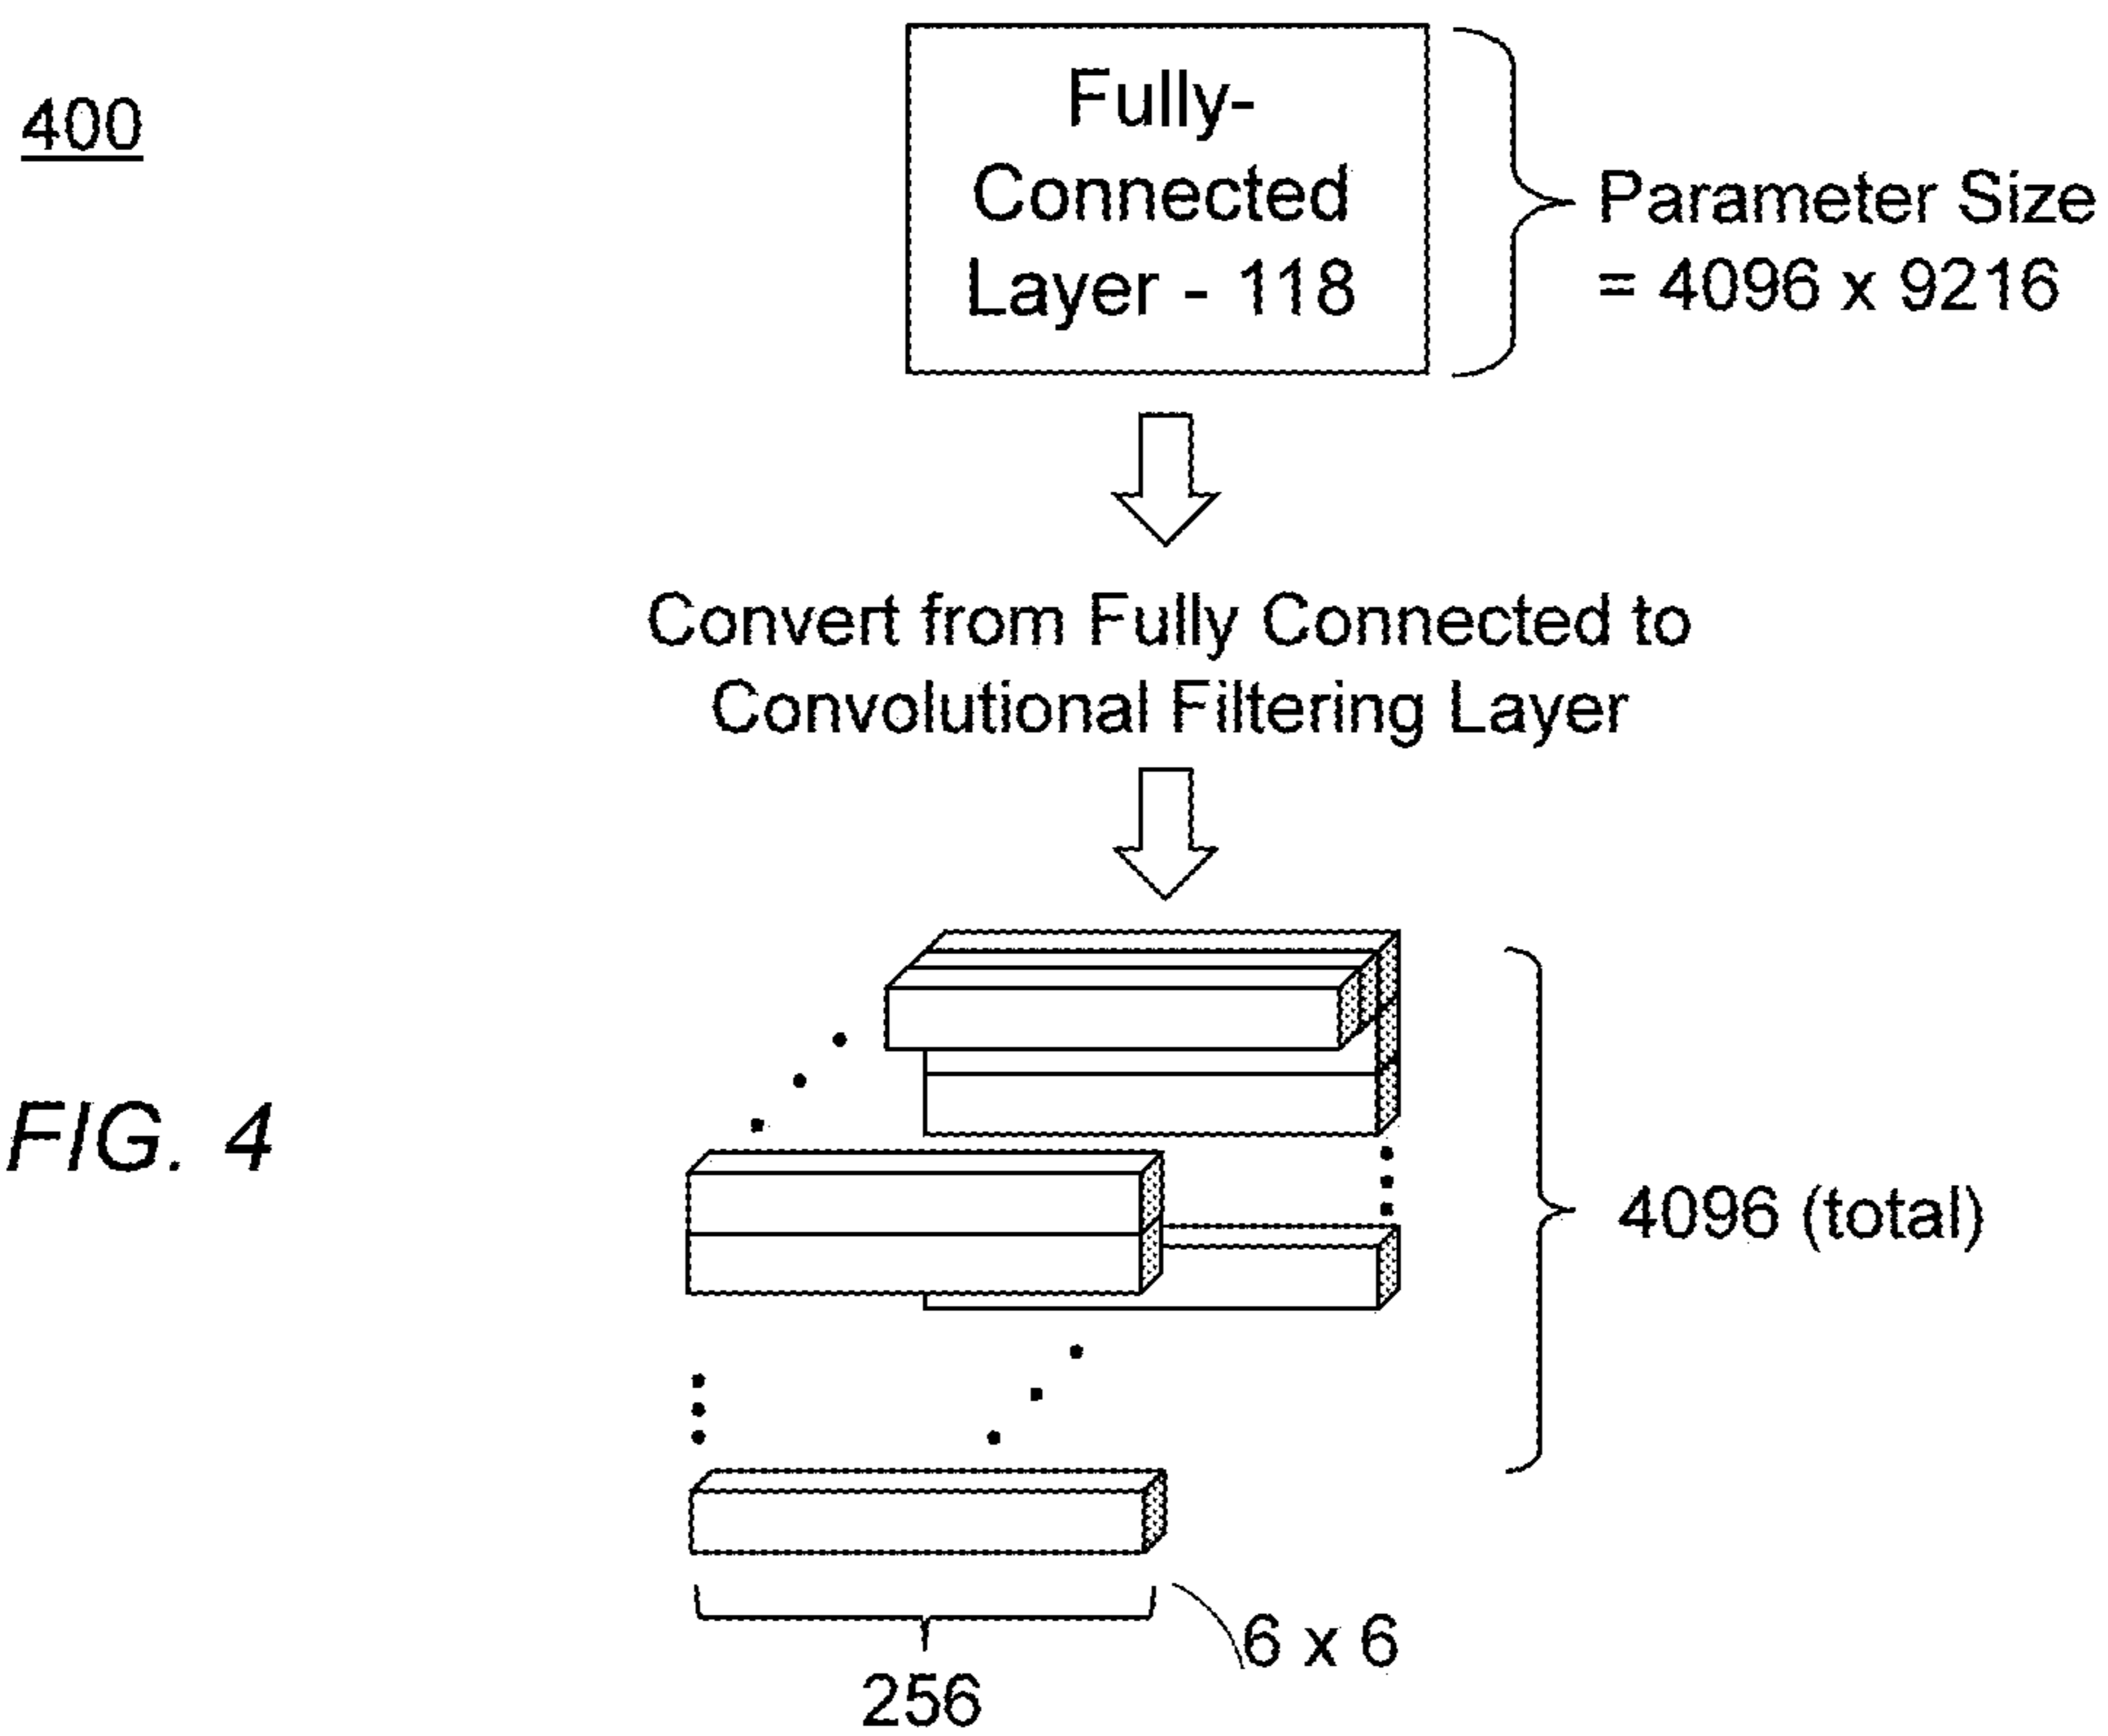 400
Fully-
Connected
Layer - 118
Parameter Size
= 4096 x 9216
Convert from Fully Connected to
Convolutional Filtering Layer
FIG. 4
4096 (total)
6 x 6
256